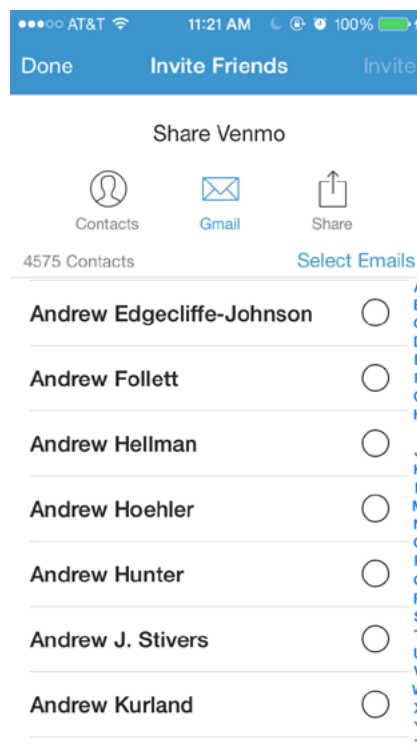 AT&T 11:21 AM 100%
Done Invite Friends Invite
Share Venmo
Contacts Gmail Share
4575 Contacts Select Emails
Andrew Edgecliffe-Johnson
Andrew Follett
Andrew Hellman
Andrew Hoehler
Andrew Hunter
Andrew J. Stivers
Andrew Kurland